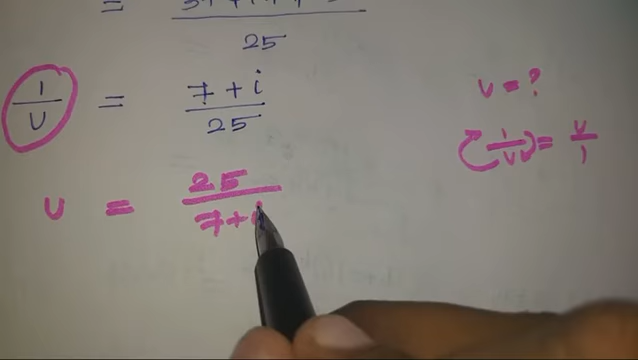 = 25
1/v = 7 + i / 25
v = ?
1/v = v/1
v = 25 / 7+i